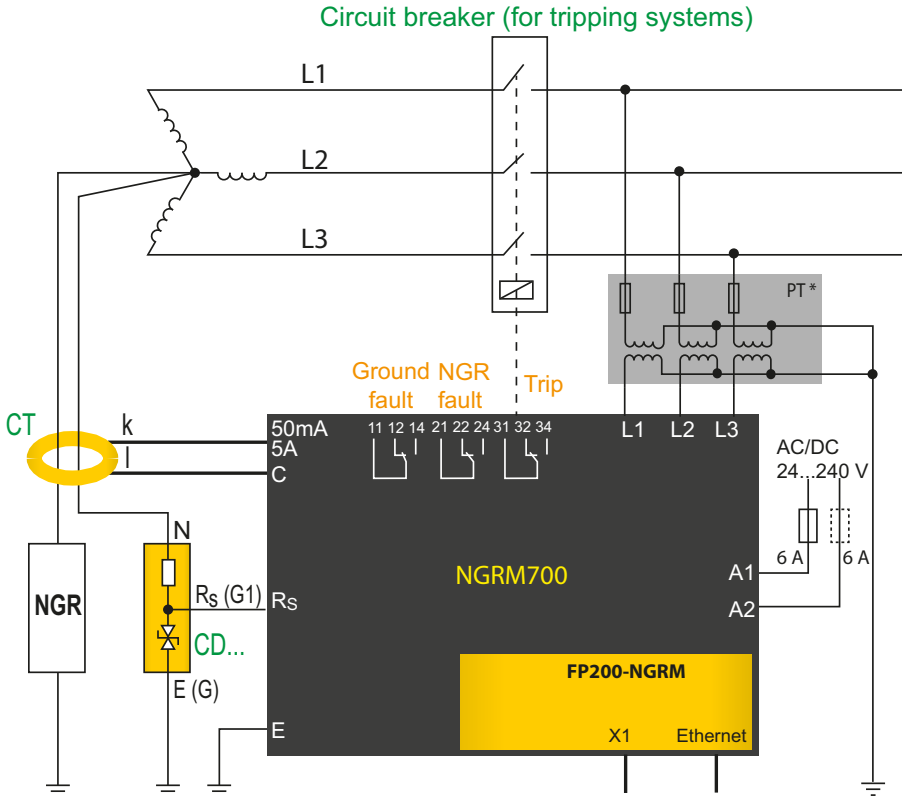 Circuit breaker (for tripping systems)
L1
L2
L3
PT *
Ground fault
NGR fault
Trip
CT
k
l
50mA
5A
C
11 12 14 21 22 24 31 32 34
L1 L2 L3
AC/DC
24...240 V
6 A
6 A
N
NGR
RS (G1)
RS
CD...
E (G)
NGRM700
A1
A2
FP200-NGRM
E
X1
Ethernet